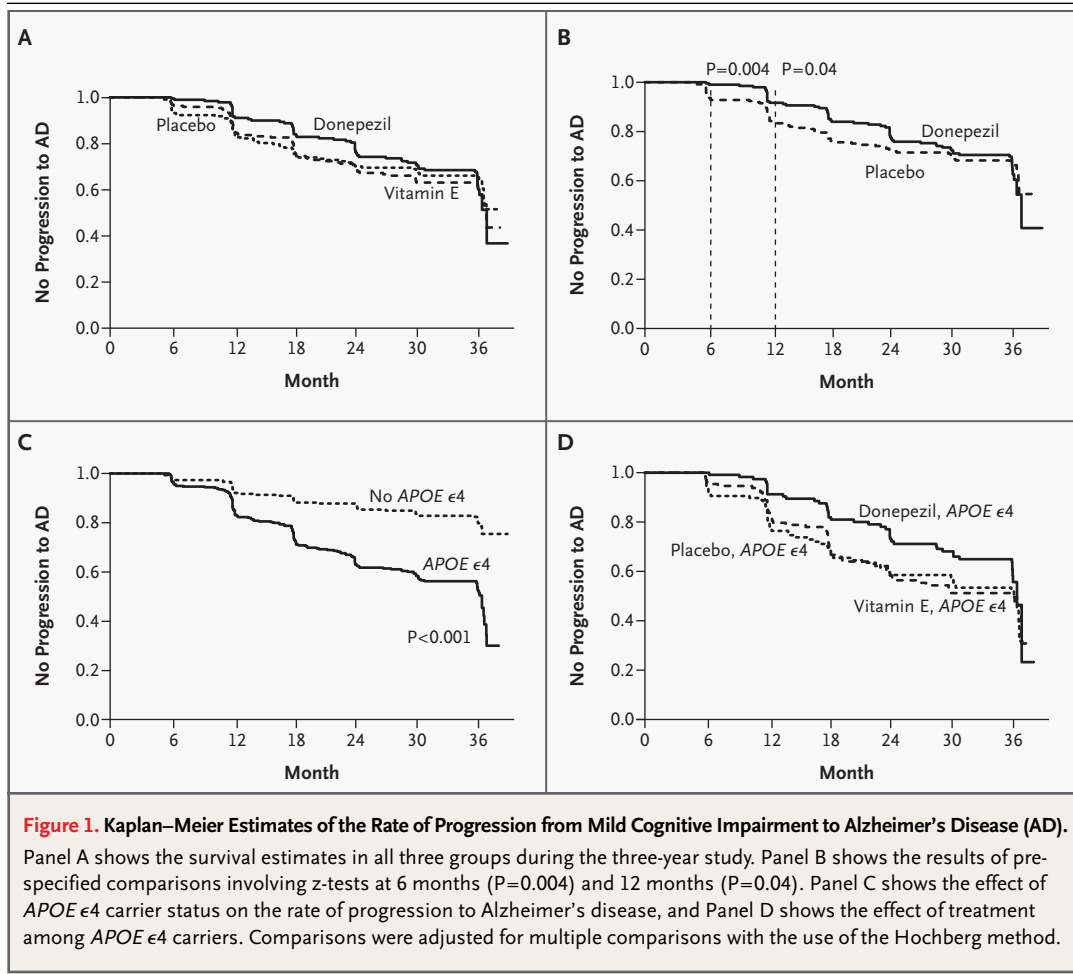 A
No Progression to AD
1.0
0.8
0.6
0.4
0.2
0.0
Placebo
Donepezil
Vitamin E
0 6 12 18 24 30 36
Month
B
P=0.004 P=0.04
No Progression to AD
1.0
0.8
0.6
0.4
0.2
0.0
Donepezil
Placebo
0 6 12 18 24 30 36
Month
C
No Progression to AD
1.0
0.8
0.6
0.4
0.2
0.0
No APOE ϵ4
APOE ϵ4
P<0.001
0 6 12 18 24 30 36
Month
D
No Progression to AD
1.0
0.8
0.6
0.4
0.2
0.0
Donepezil, APOE ϵ4
Placebo, APOE ϵ4
Vitamin E, APOE ϵ4
0 6 12 18 24 30 36
Month
Figure 1. Kaplan–Meier Estimates of the Rate of Progression from Mild Cognitive Impairment to Alzheimer’s Disease (AD).
Panel A shows the survival estimates in all three groups during the three-year study. Panel B shows the results of pre-
specified comparisons involving z-tests at 6 months (P=0.004) and 12 months (P=0.04). Panel C shows the effect of
APOE ϵ4 carrier status on the rate of progression to Alzheimer’s disease, and Panel D shows the effect of treatment
among APOE ϵ4 carriers. Comparisons were adjusted for multiple comparisons with the use of the Hochberg method.